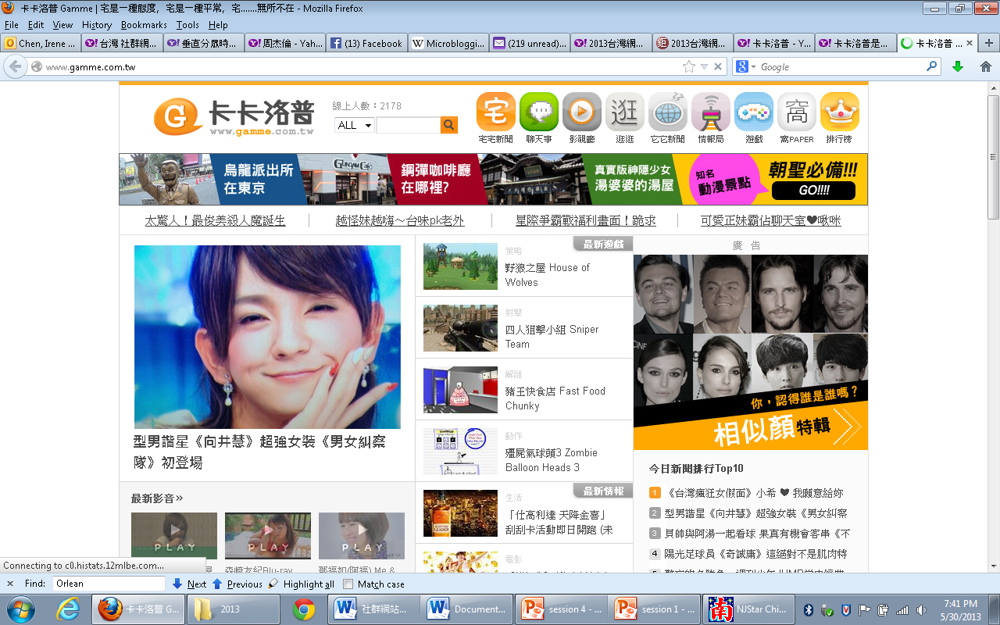 卡卡洛普 Gamme | 宅是一種態度，宅是一種平常，宅.......無所不在 - Mozilla Firefox
File Edit View History Bookmarks Tools Help
Chen, Irene ...
台灣 社群網...
垂直分眾時...
周杰倫 - Yah...
(13) Facebook
Microbloggi...
(219 unread)...
2013台灣網...
2013台灣網...
卡卡洛普 - Y...
卡卡洛普是...
卡卡洛普 ...
www.gamme.com.tw
Google
卡卡洛普
www.gamme.com.tw
線上人數：2178
ALL
宅
逛
窩
宅宅新聞
聊天爭
影視廳
逛逛
它它新聞
情報局
遊戲
窩PAPER
排行榜
烏龍派出所
在東京
GUNDAM CAFE
鋼彈咖啡廳
在哪裡?
真實版神隱少女
湯婆婆的湯屋
知名
動漫景點
朝聖必備!!!
GO!!!!
太驚人！最俊美殺人魔誕生
越怪妹越嗨～台味pk老外
星際爭霸戰福利畫面！跪求
可愛正妹霸佔聊天室♥啾咪
型男諧星《向井慧》超強女裝《男女糾察
隊》初登場
最新影音»
PLAY
PLAY
PLAY
森崎友紀Blu-ray
鄧福如(阿福) Me &
最新遊戲
策略
野狼之屋 House of
Wolves
射擊
四人狙擊小組 Sniper
Team
解謎
豬王快食店 Fast Food
Chunky
動作
殭屍氣球頭3 Zombie
Balloon Heads 3
最新情報
生活
「仕高利達 天降金喜」
刮刮卡活動即日開跑 (未
電影
廣 告
你，認得誰是誰嗎？
相似顏特輯
今日新聞排行Top10
1 《台灣瘋狂女假面》小希 ♥ 我願意給妳
2 型男諧星《向井慧》超強女裝《男女糾察
3 貝帥與阿湯一起看球 果真有機會客串《不
4 陽光足球員《奇誠庸》這絕對不是肌肉特
Connecting to c0.histats.12mlbe.com...
Find: Orlean Next Previous Highlight all Match case
卡卡洛普 G...
2013
社群網站...
Document...
session 4 - ...
session 1 - ...
NJStar Chi...
7:41 PM
5/30/2013